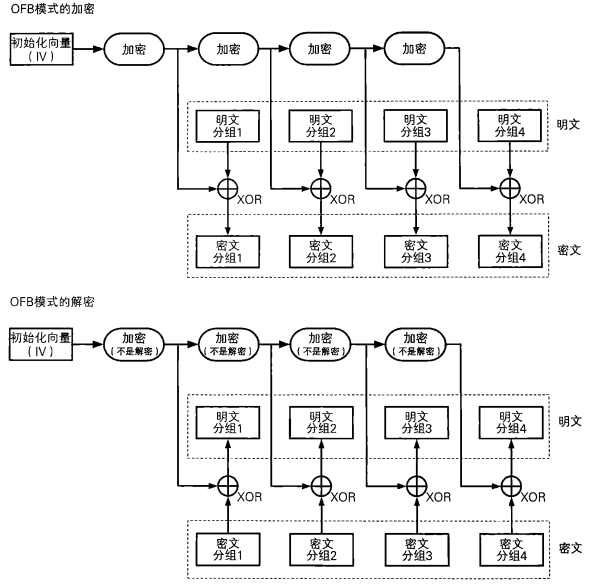 OFB模式的加密
初始化向量
(IV)
加密
加密
加密
加密
明文
分组1
明文
分组2
明文
分组3
明文
分组4
明文
XOR
XOR
XOR
XOR
密文
分组1
密文
分组2
密文
分组3
密文
分组4
密文
OFB模式的解密
初始化向量
(IV)
加密
(不是解密)
加密
(不是解密)
加密
(不是解密)
加密
(不是解密)
明文
分组1
明文
分组2
明文
分组3
明文
分组4
明文
XOR
XOR
XOR
XOR
密文
分组1
密文
分组2
密文
分组3
密文
分组4
密文